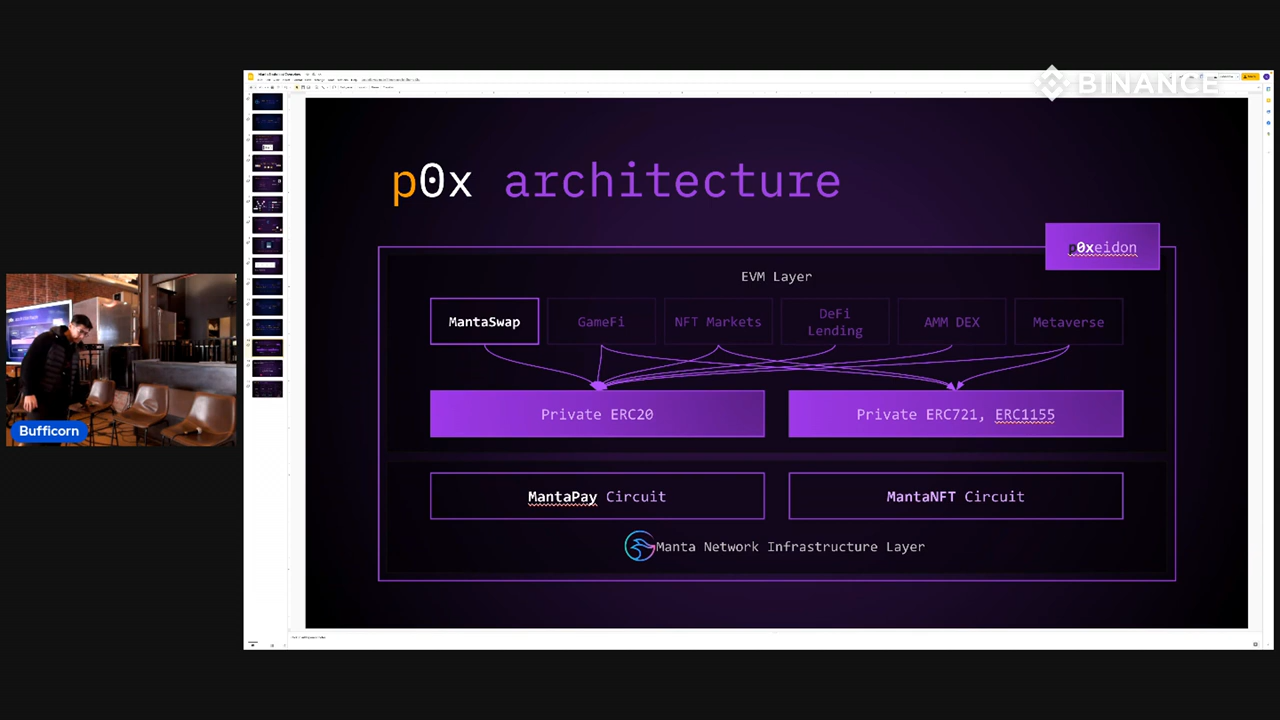 BINANCE
p0x architecture
p0xeidon
EVM Layer
MantaSwap
GameFi
NFT Markets
DeFi
Lending
AMM DEX
Metaverse
Private ERC20
Private ERC721, ERC1155
MantaPay Circuit
MantaNFT Circuit
Manta Network Infrastructure Layer
Bufficorn